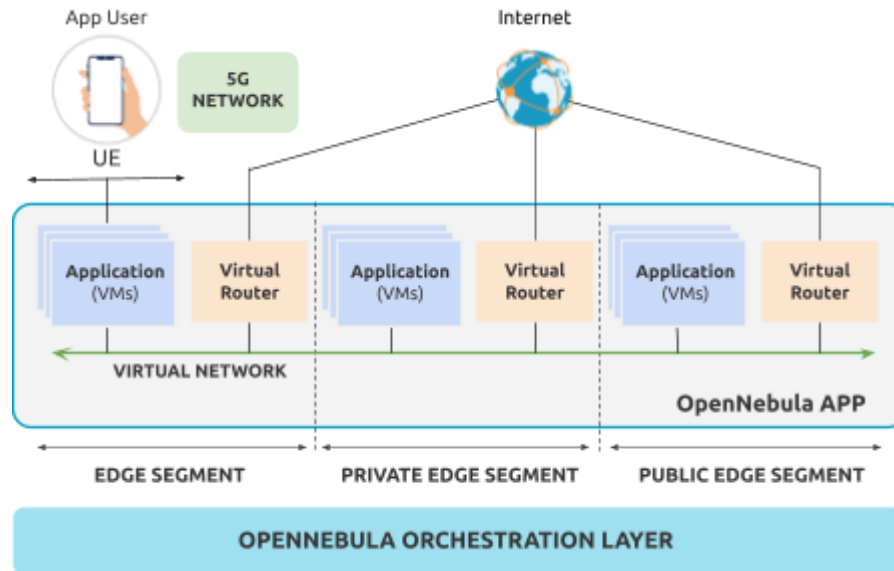 App User
Internet
5G
NETWORK
UE
Application
(VMs)
Virtual
Router
Application
(VMs)
Virtual
Router
Application
(VMs)
Virtual
Router
VIRTUAL NETWORK
OpenNebula APP
EDGE SEGMENT
PRIVATE EDGE SEGMENT
PUBLIC EDGE SEGMENT
OPENNEBULA ORCHESTRATION LAYER